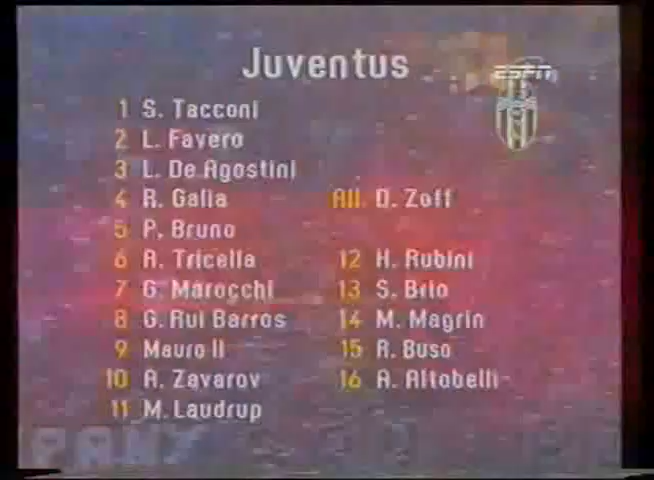 Juventus
ESPN
1 S. Tacconi
2 L. Favero
3 L. De Agostini
4 R. Galia
All. D. Zoff
5 P. Bruno
6 R. Tricella
12 H. Rubini
7 G. Marocchi
13 S. Brio
8 G. Rui Barros
14 M. Magrin
9 Mauro II
15 R. Buso
10 A. Zavarov
16 A. Altobelli
11 M. Laudrup